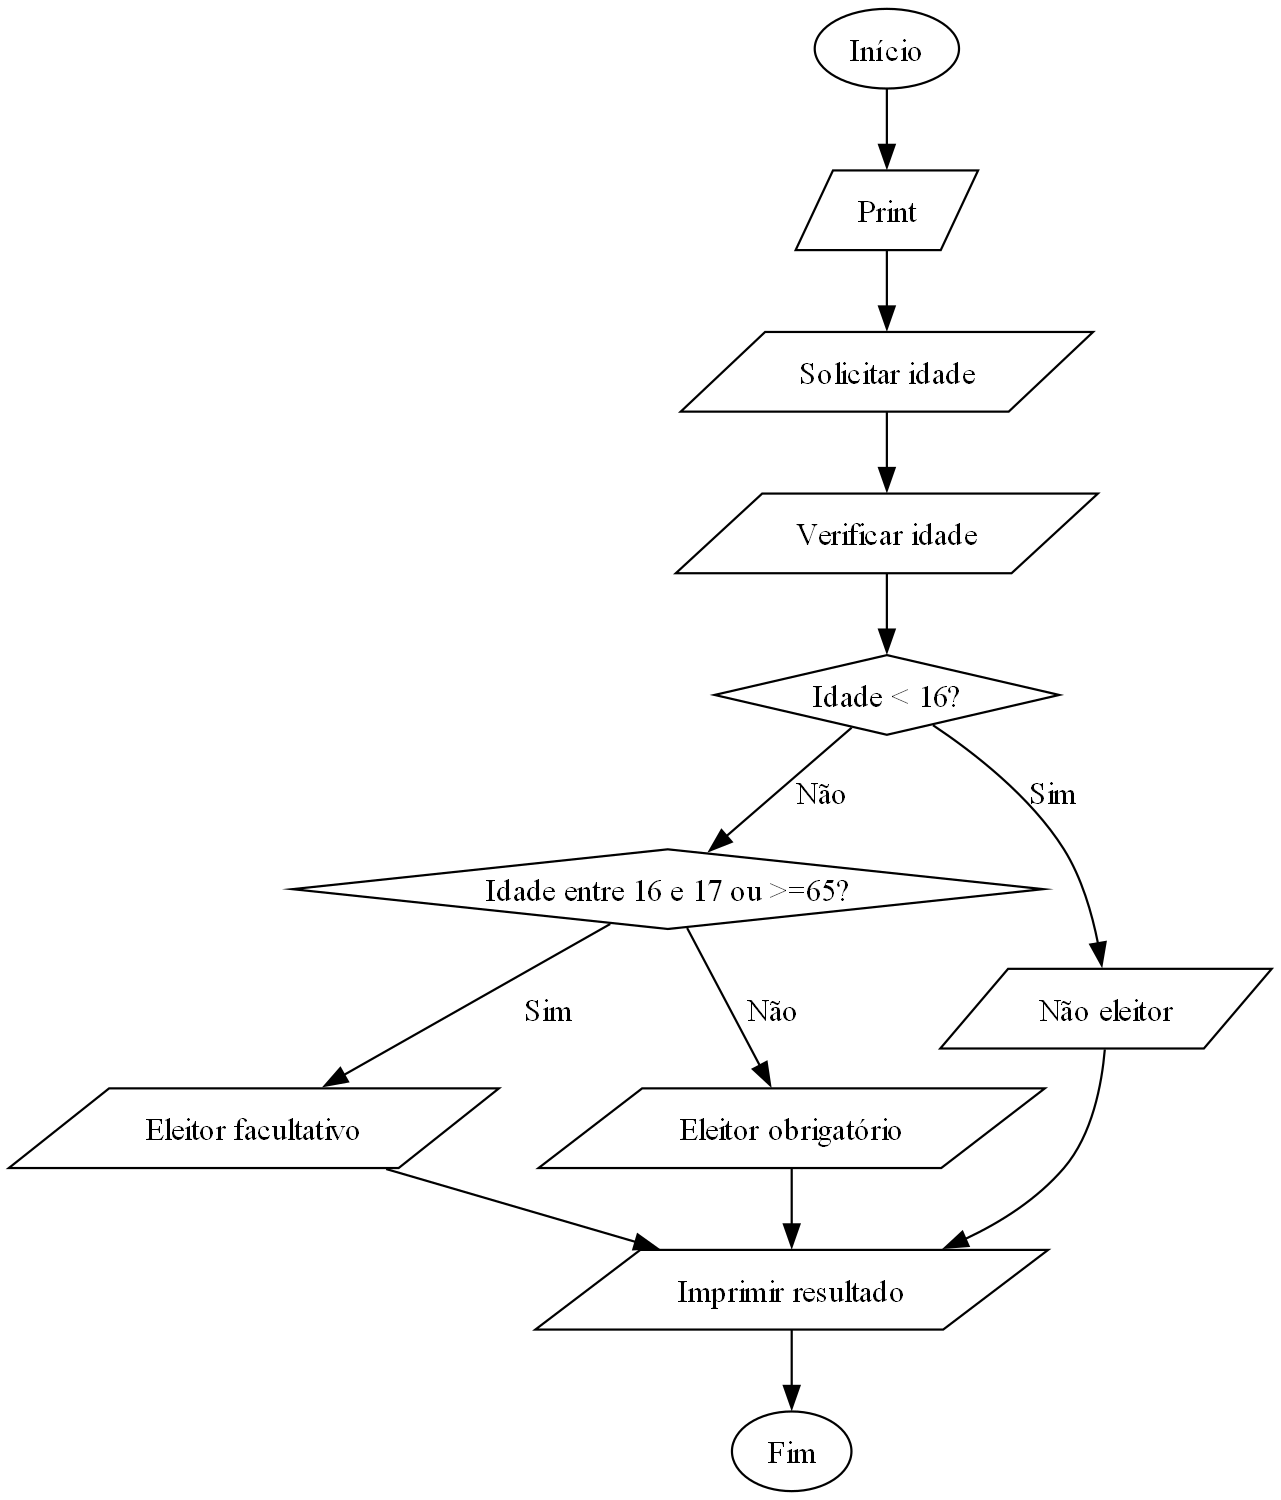 Início
Print
Solicitar idade
Verificar idade
Idade < 16?
Não
Sim
Idade entre 16 e 17 ou >=65?
Sim
Não
Não eleitor
Eleitor facultativo
Eleitor obrigatório
Imprimir resultado
Fim